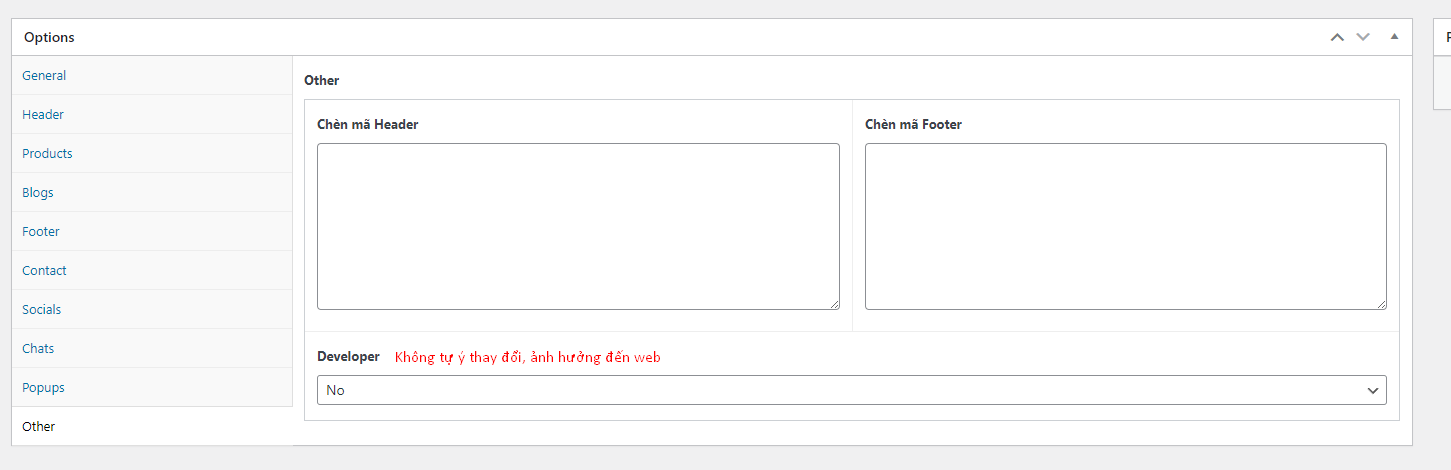 Options
General
Header
Products
Blogs
Footer
Contact
Socials
Chats
Popups
Other
Other
Chèn mã Header
Chèn mã Footer
Developer Không tự ý thay đổi, ảnh hưởng đến web
No